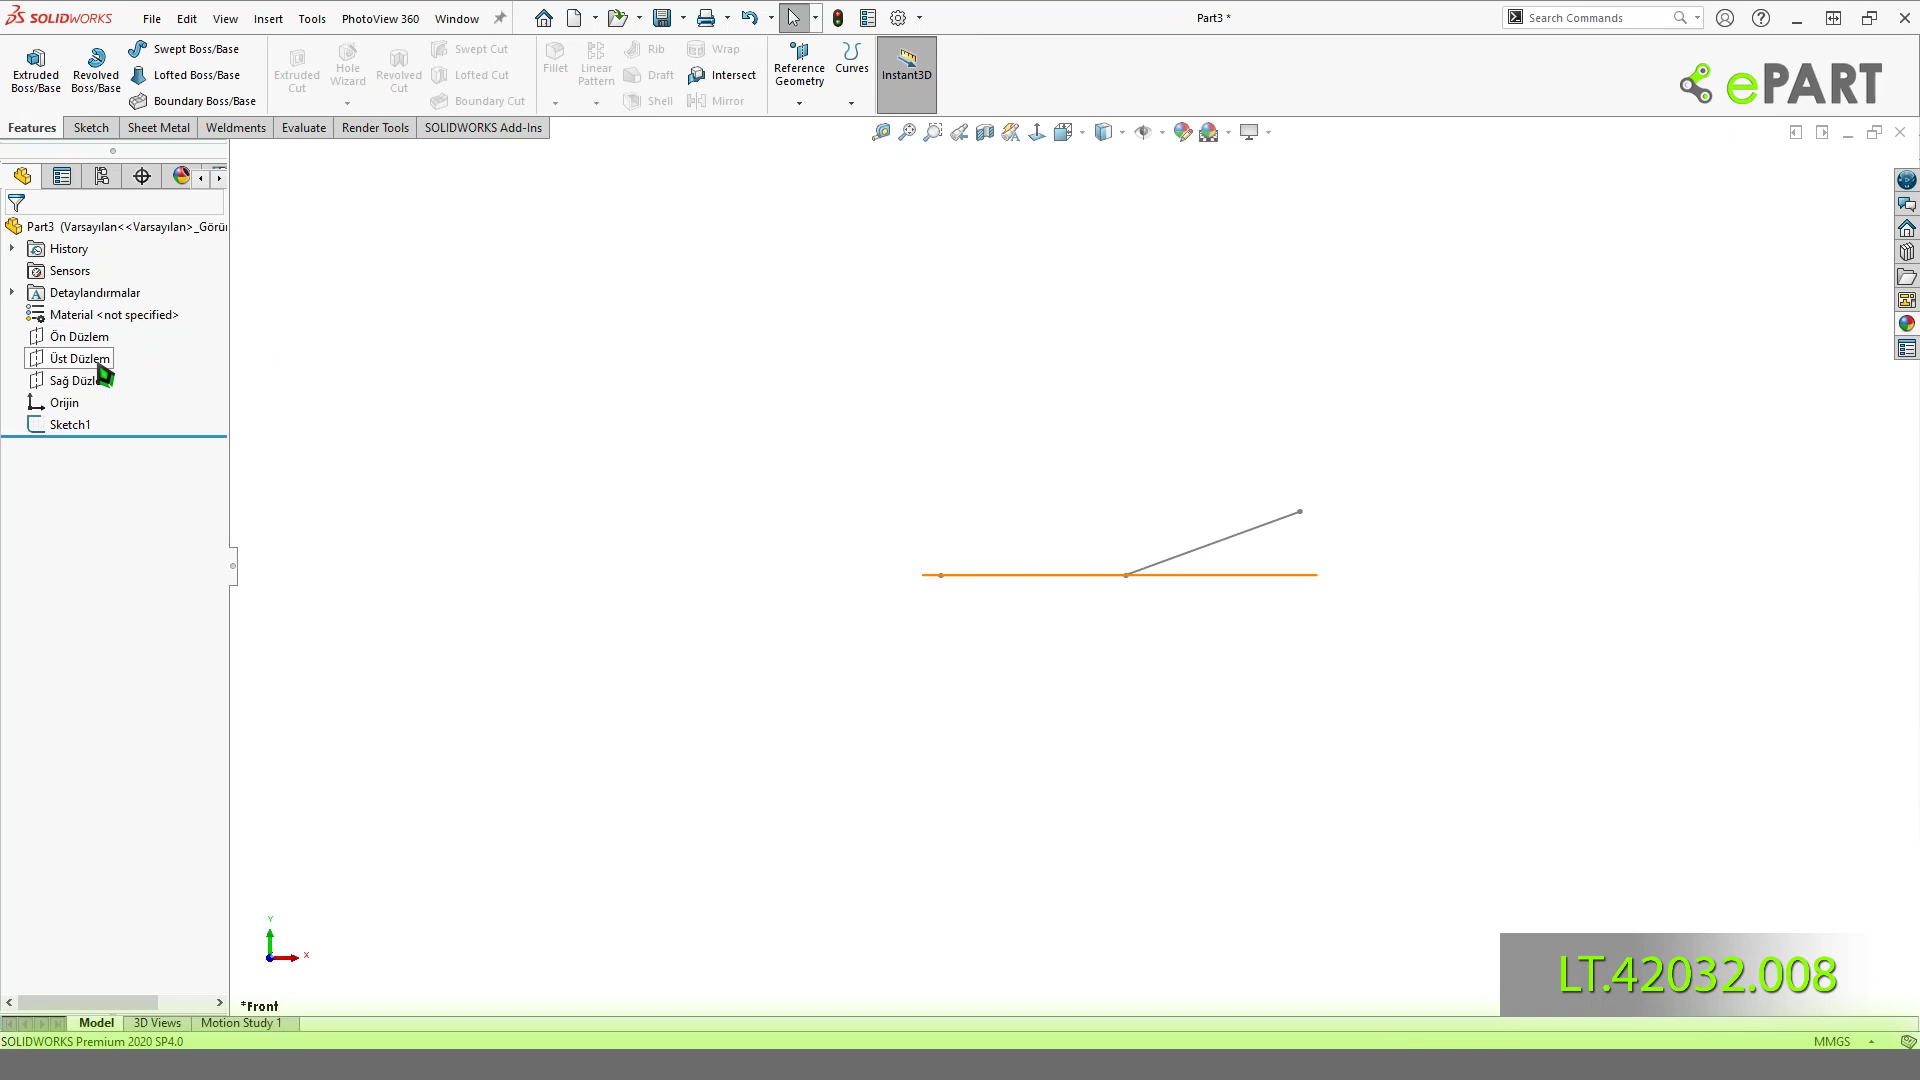 SOLIDWORKS File Edit View Insert Tools PhotoView 360 Window Part3 * Search Commands
Extruded Boss/Base
Revolved Boss/Base
Swept Boss/Base
Lofted Boss/Base
Boundary Boss/Base
Extruded Cut
Hole Wizard
Revolved Cut
Swept Cut
Lofted Cut
Boundary Cut
Fillet
Linear Pattern
Rib
Draft
Shell
Wrap
Intersect
Mirror
Reference Geometry
Curves
Instant3D
ePART
Features Sketch Sheet Metal Weldments Evaluate Render Tools SOLIDWORKS Add-Ins
Part3 (Varsayılan<<Varsayılan>_Görü
History
Sensors
Detaylandırmalar
Material <not specified>
Ön Düzlem
Üst Düzlem
Sağ Düzle
Orijin
Sketch1
Y
X
*Front
LT.42032.008
Model 3D Views Motion Study 1
SOLIDWORKS Premium 2020 SP4.0 MMGS